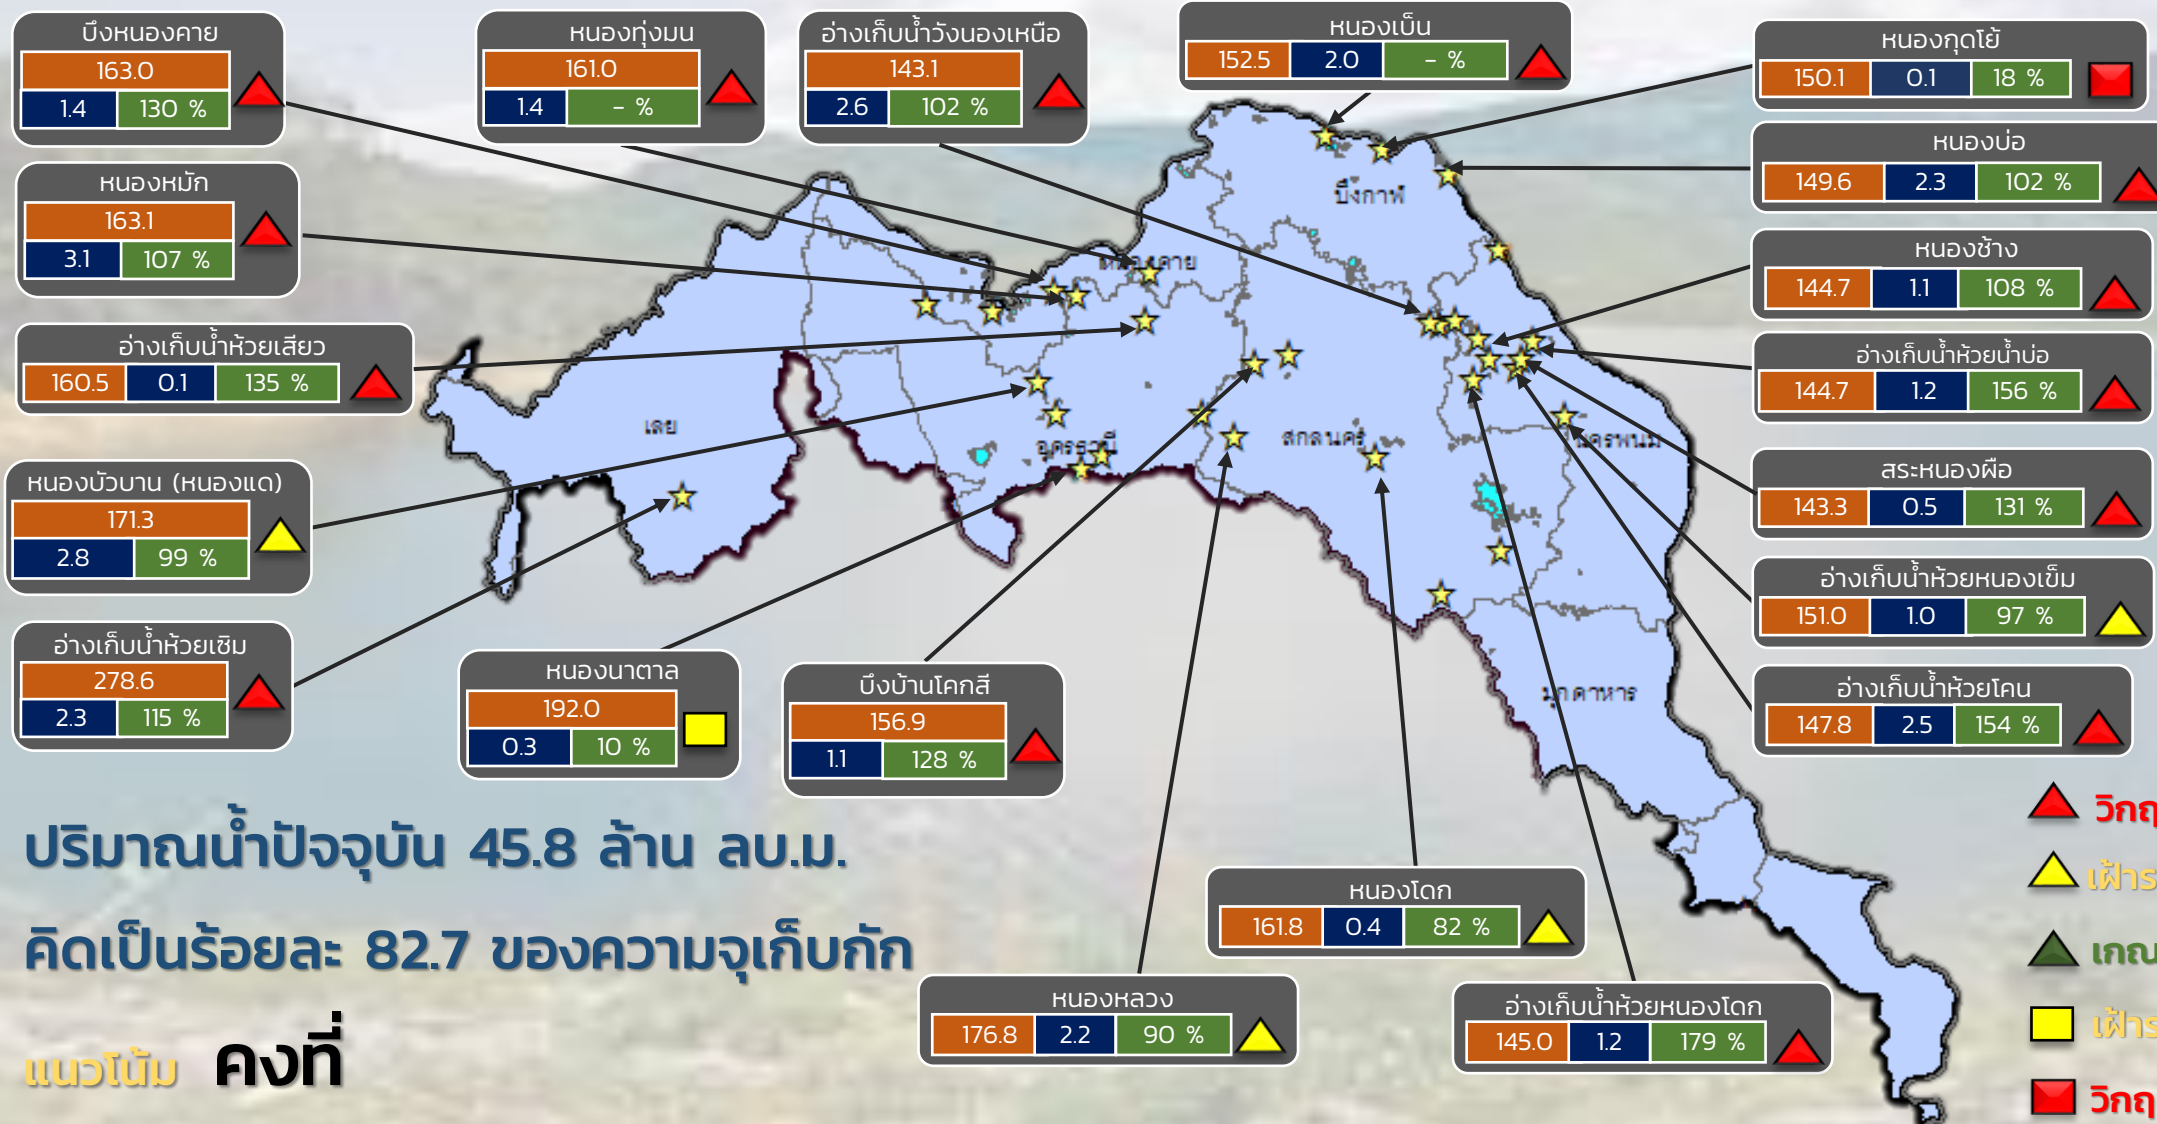 บึงหนองคาย
163.0
1.4 130 %
หนองทุ่งมน
161.0
1.4 - %
อ่างเก็บน้ำวังนองเหนือ
143.1
2.6 102 %
หนองเบ็น
152.5 2.0 - %
หนองกุดโย้
150.1 0.1 18 %
หนองหมัก
163.1
3.1 107 %
หนองบ่อ
149.6 2.3 102 %
หนองช้าง
144.7 1.1 108 %
อ่างเก็บน้ำห้วยเสียว
160.5 0.1 135 %
อ่างเก็บน้ำห้วยน้ำบ่อ
144.7 1.2 156 %
หนองบัวบาน (หนองแด)
171.3
2.8 99 %
สระหนองผือ
143.3 0.5 131 %
อ่างเก็บน้ำห้วยหนองเข็ม
151.0 1.0 97 %
อ่างเก็บน้ำห้วยเซิม
278.6
2.3 115 %
หนองนาตาล
192.0
0.3 10 %
บึงบ้านโคกสี
156.9
1.1 128 %
อ่างเก็บน้ำห้วยโคน
147.8 2.5 154 %
บึงกาฬ
หนองคาย
เลย
อุดรธานี
สกลนคร
นครพนม
มุกดาหาร
ปริมาณน้ำปัจจุบัน 45.8 ล้าน ลบ.ม.
คิดเป็นร้อยละ 82.7 ของความจุเก็บกัก
แนวโน้ม คงที่
หนองโดก
161.8 0.4 82 %
หนองหลวง
176.8 2.2 90 %
อ่างเก็บน้ำห้วยหนองโดก
145.0 1.2 179 %